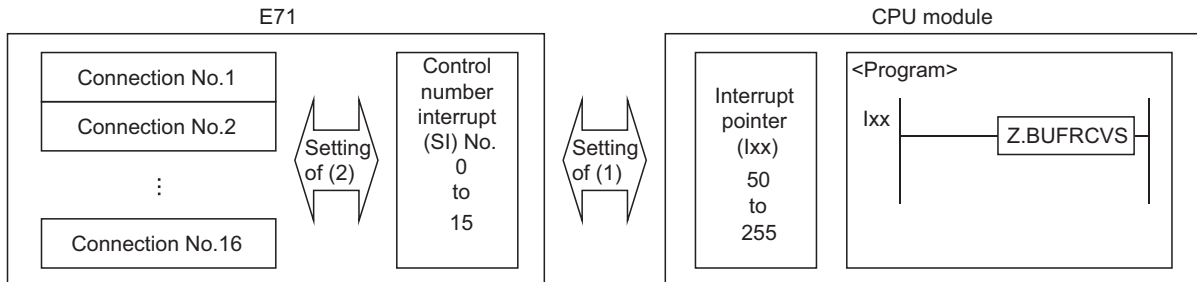 E71
Connection No.1
Connection No.2
⋮
Connection No.16
Setting
of (2)
Control
number
interrupt
(SI) No.
0
to
15
Setting
of (1)
CPU module
Interrupt
pointer
(Ixx)
50
to
255
<Program>
Ixx
Z.BUFRCVS